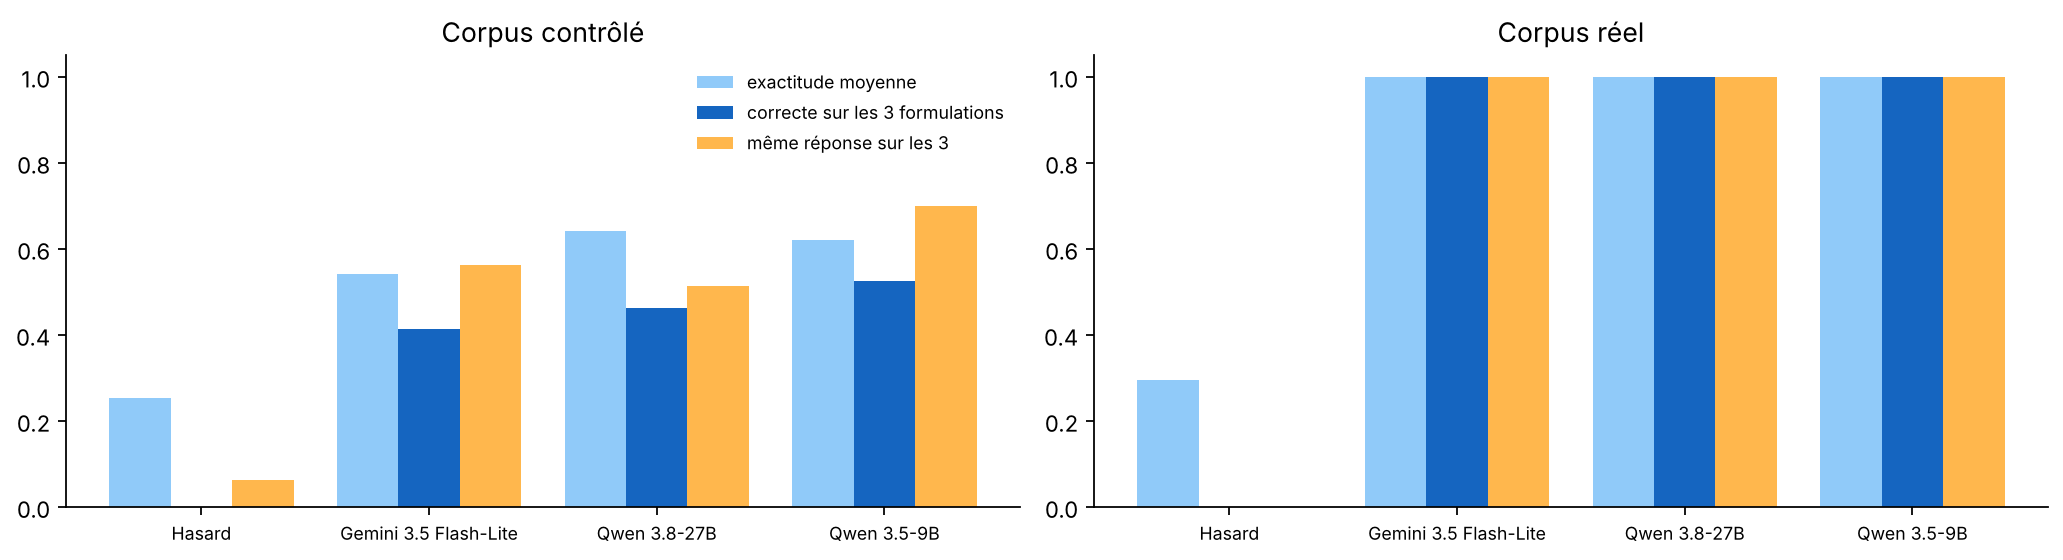 Corpus contrôlé
1.0
0.8
0.6
0.4
0.2
0.0
exactitude moyenne
correcte sur les 3 formulations
même réponse sur les 3
Hasard
Gemini 3.5 Flash-Lite
Qwen 3.8-27B
Qwen 3.5-9B
Corpus réel
1.0
0.8
0.6
0.4
0.2
0.0
Hasard
Gemini 3.5 Flash-Lite
Qwen 3.8-27B
Qwen 3.5-9B